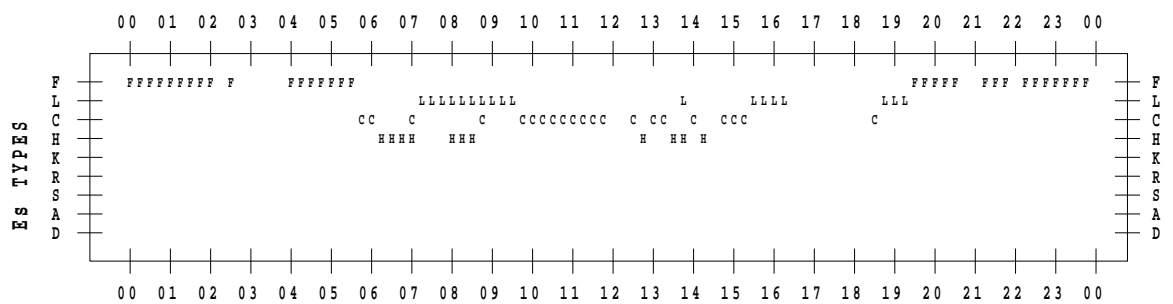 00 01 02 03 04 05 06 07 08 09 10 11 12 13 14 15 16 17 18 19 20 21 22 23 00
F FFFFFFFFF F FFFFFFF FFFFF FFF FFFFFFF F
L LLLLLLLLLL L LLLL LLL L
C CC C C CCCCCCCCC C CC C CCC C C
H HHHH HHH H HH H H
K K
R R
S S
A A
D D
Es TYPES
00 01 02 03 04 05 06 07 08 09 10 11 12 13 14 15 16 17 18 19 20 21 22 23 00